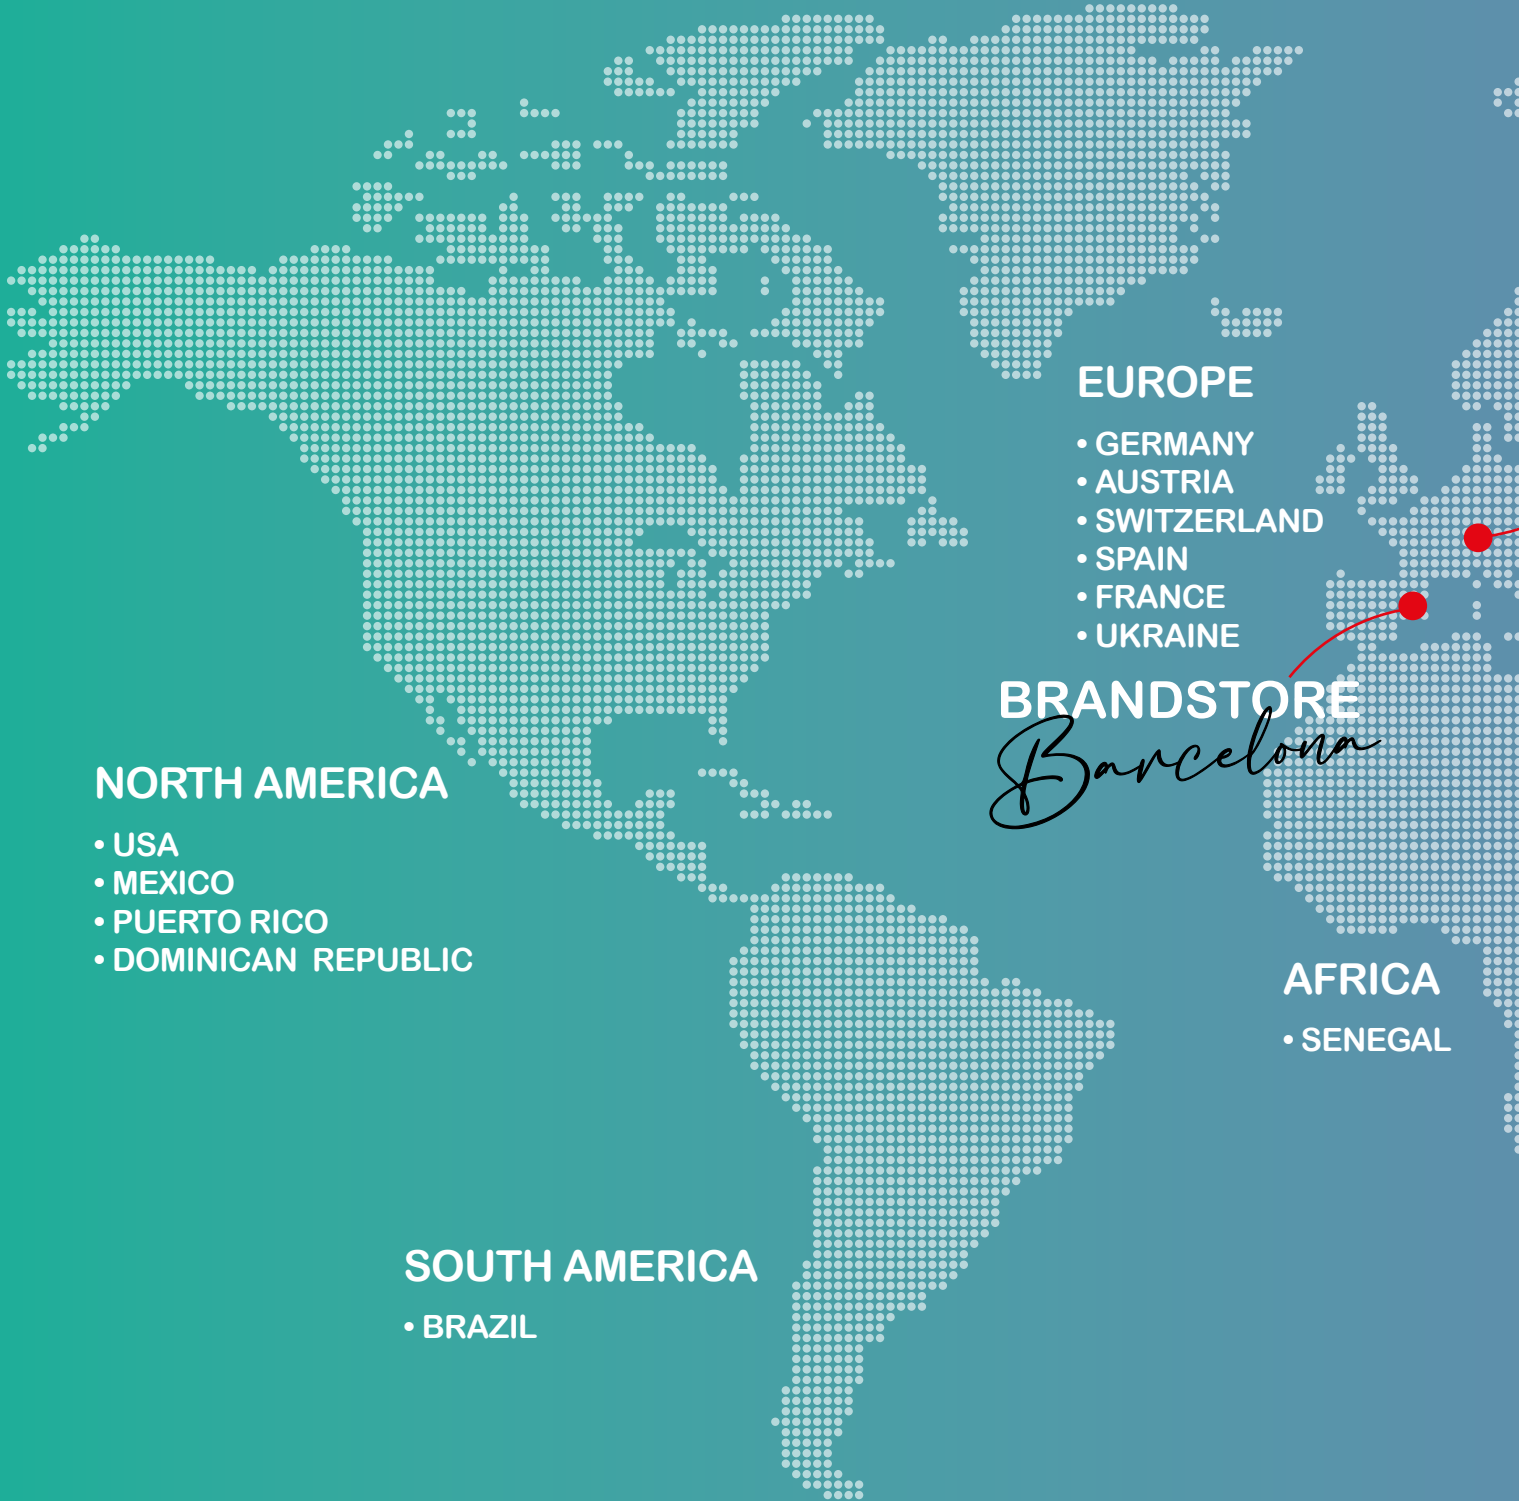 EUROPE
• GERMANY
• AUSTRIA
• SWITZERLAND
• SPAIN
• FRANCE
• UKRAINE
BRANDSTORE
Barcelona
NORTH AMERICA
• USA
• MEXICO
• PUERTO RICO
• DOMINICAN REPUBLIC
AFRICA
• SENEGAL
SOUTH AMERICA
• BRAZIL